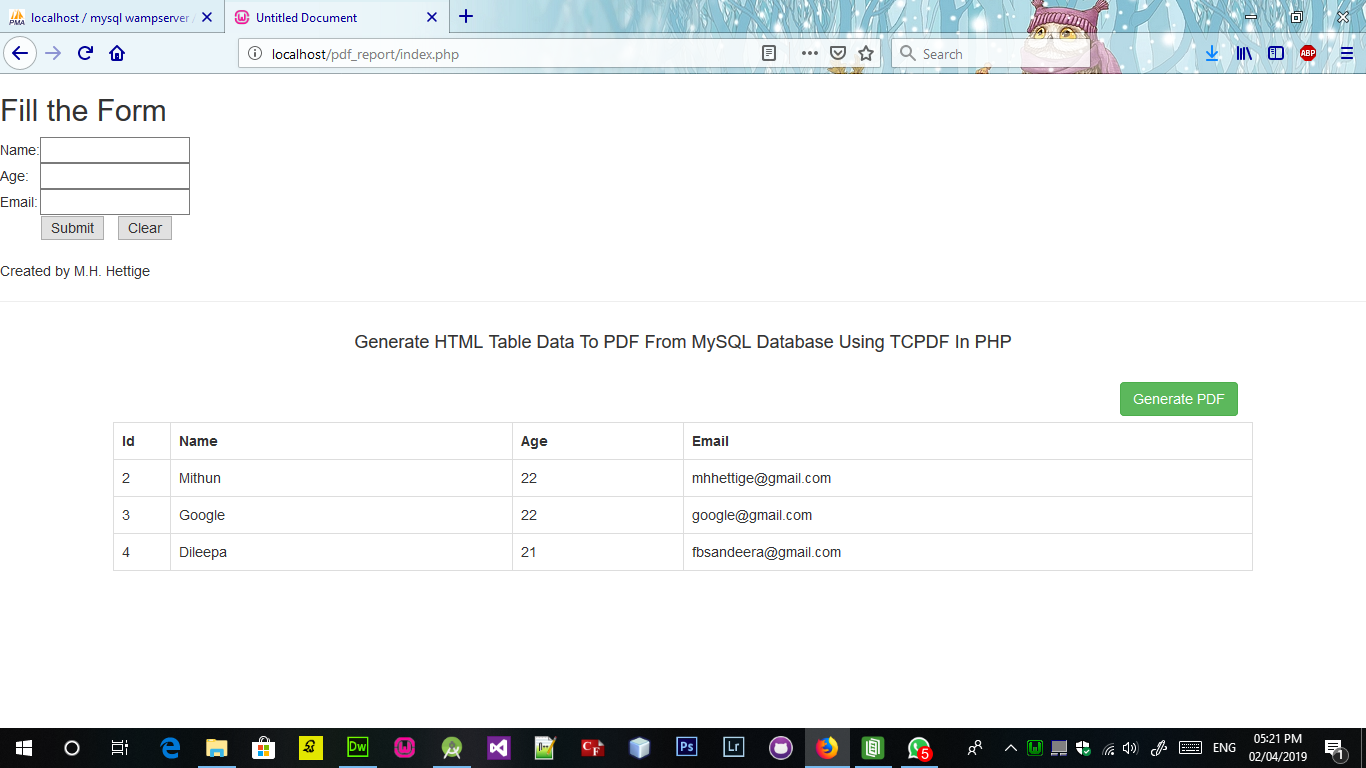 localhost / mysql wampserver
Untitled Document
localhost/pdf_report/index.php
Search
ABP
Fill the Form
Name:
Age:
Email:
Submit Clear
Created by M.H. Hettige
Generate HTML Table Data To PDF From MySQL Database Using TCPDF In PHP
Generate PDF
Id Name Age Email
2 Mithun 22 mhhettige@gmail.com
3 Google 22 google@gmail.com
4 Dileepa 21 fbsandeera@gmail.com
Dw
CF
Ps
Lr
5
ENG
05:21 PM
02/04/2019
1